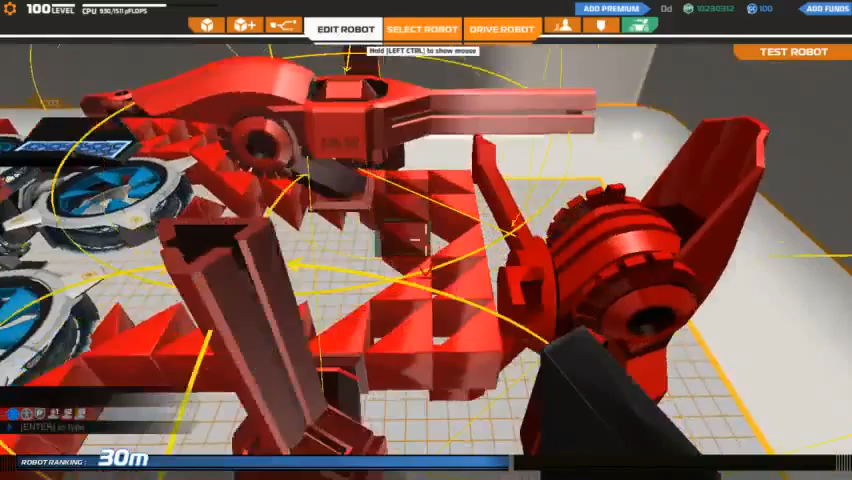 100 LEVEL CPU 930/1511 pFLOPS
ADD PREMIUM 0d 10230312 100 ADD FUNDS
EDIT ROBOT SELECT ROBOT DRIVE ROBOT
Hold [LEFT CTRL] to show mouse
TEST ROBOT
[ENTER] to type
ROBOT RANKING: 30m